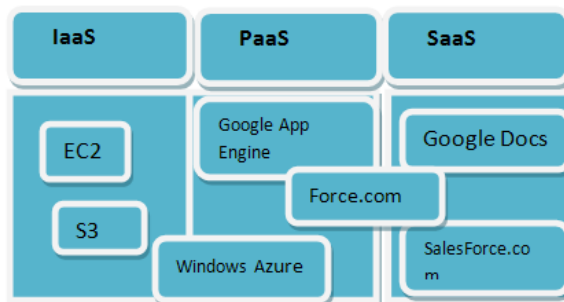 IaaS
PaaS
SaaS
EC2
S3
Google App
Engine
Windows Azure
Force.com
Google Docs
SalesForce.co
m